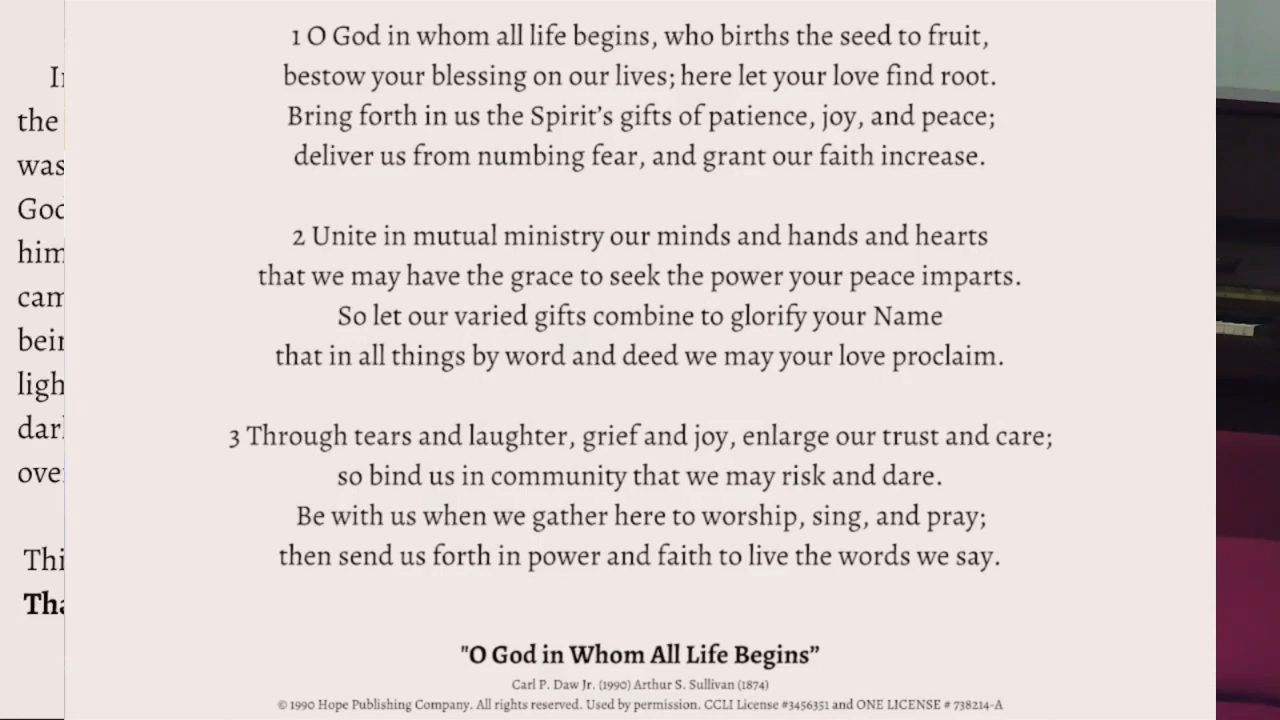 the
was
him
1 O God in whom all life begins, who births the seed to fruit,
bestow your blessing on our lives; here let your love find root.
Bring forth in us the Spirit’s gifts of patience, joy, and peace;
deliver us from numbing fear, and grant our faith increase.
2 Unite in mutual ministry our minds and hands and hearts
that we may have the grace to seek the power your peace imparts.
So let our varied gifts combine to glorify your Name
that in all things by word and deed we may your love proclaim.
3 Through tears and laughter, grief and joy, enlarge our trust and care;
so bind us in community that we may risk and dare.
Be with us when we gather here to worship, sing, and pray;
then send us forth in power and faith to live the words we say.
"O God in Whom All Life Begins”
Carl P. Daw Jr. (1990) Arthur S. Sullivan (1874)
© 1990 Hope Publishing Company. All rights reserved. Used by permission. CCLI License #3456351 and ONE LICENSE # 738214-A